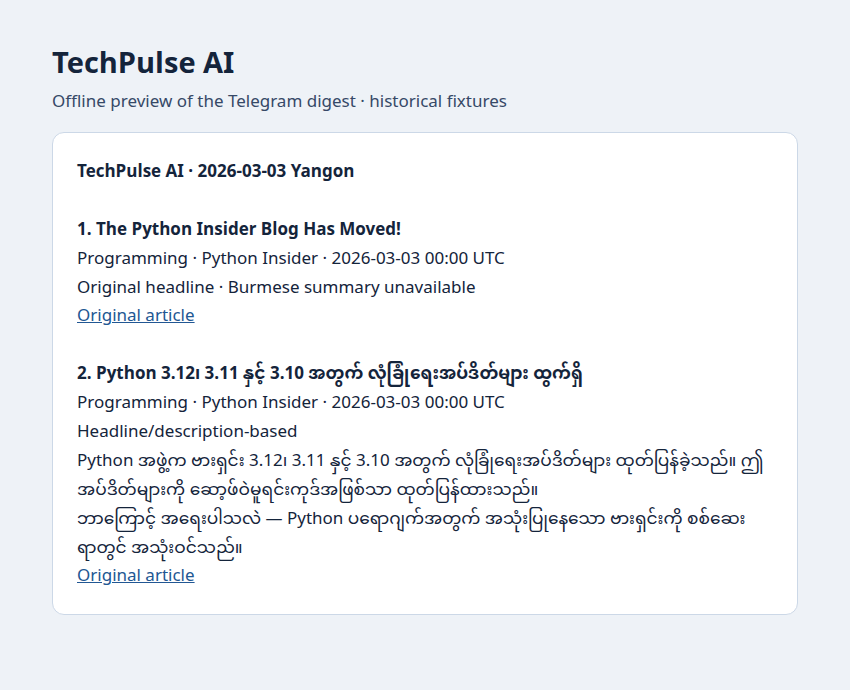 TechPulse AI
Offline preview of the Telegram digest · historical fixtures
TechPulse AI · 2026-03-03 Yangon
1. The Python Insider Blog Has Moved!
Programming · Python Insider · 2026-03-03 00:00 UTC
Original headline · Burmese summary unavailable
Original article
2. Python 3.12၊ 3.11 နှင့် 3.10 အတွက် လုံခြုံရေးအပ်ဒိတ်များ ထွက်ရှိ
Programming · Python Insider · 2026-03-03 00:00 UTC
Headline/description-based
Python အဖွဲ့က ဗားရှင်း 3.12၊ 3.11 နှင့် 3.10 အတွက် လုံခြုံရေးအပ်ဒိတ်များ ထုတ်ပြန်ခဲ့သည်။ ဤ
အပ်ဒိတ်များကို ဆော့ဖ်ဝဲမူရင်းကုဒ်အဖြစ်သာ ထုတ်ပြန်ထားသည်။
ဘာကြောင့် အရေးပါသလဲ — Python ပရောဂျက်အတွက် အသုံးပြုနေသော ဗားရှင်းကို စစ်ဆေး
ရာတွင် အသုံးဝင်သည်။
Original article